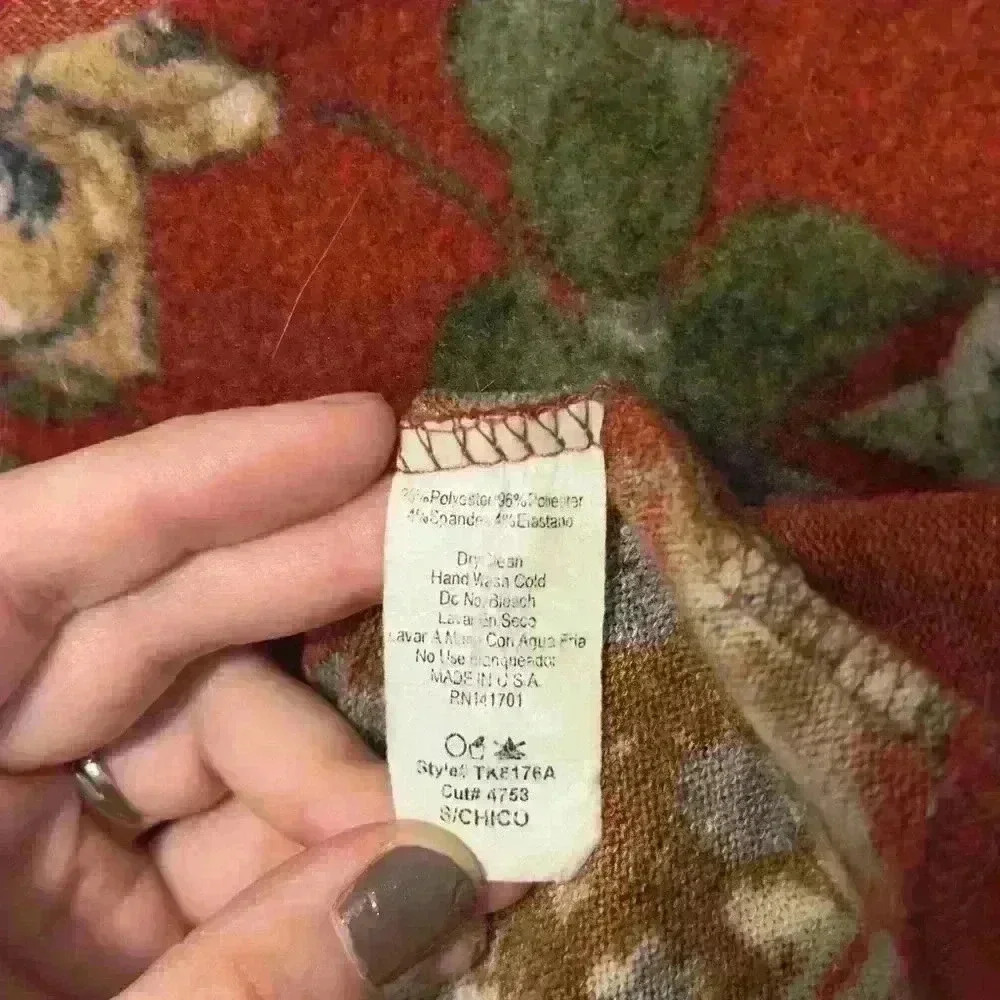 96%Polyester 96%Poliester
4%Spandex 4%Elastano
Dry Clean
Hand Wash Cold
Do Not Bleach
Lavar En Seco
Lavar A Mano Con Agua Fria
No Use Blanqueador
MADE IN U.S.A.
RN141701
Style# TK8176A
Cut# 4753
S/CHICO